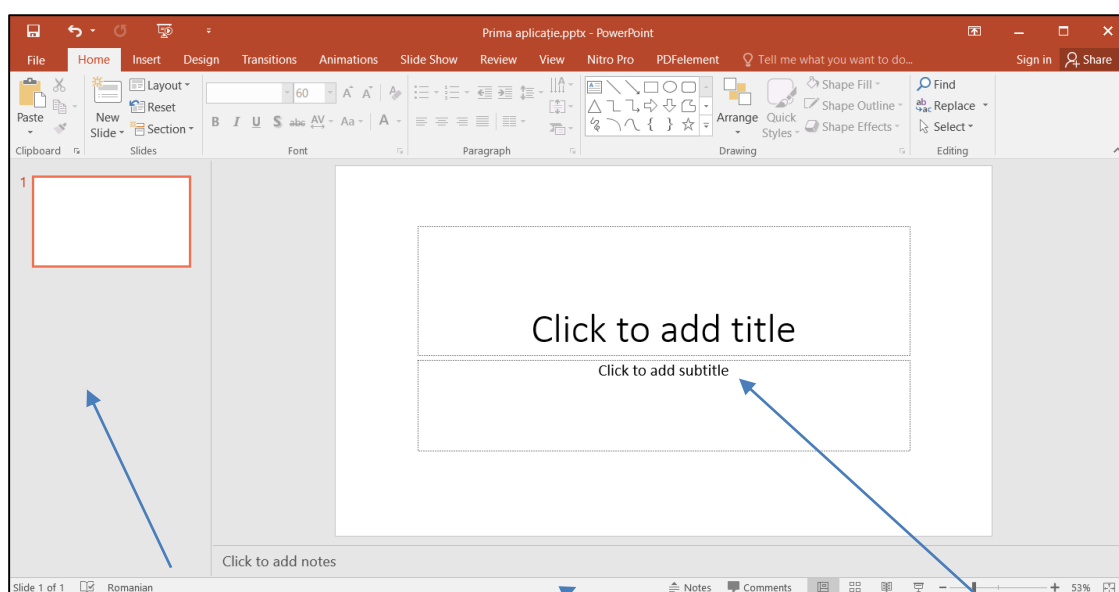 Prima aplicație.pptx - PowerPoint
File Home Insert Design Transitions Animations Slide Show Review View Nitro Pro PDFelement Tell me what you want to do... Sign in Share
Paste
New Slide
Layout
Reset
Section
60
B I U S abc AV Aa A
Arrange
Quick Styles
Shape Fill
Shape Outline
Shape Effects
Find
Replace
Select
Clipboard Slides Font Paragraph Drawing Editing
1
Click to add title
Click to add subtitle
Click to add notes
Slide 1 of 1 Romanian Notes Comments 53%